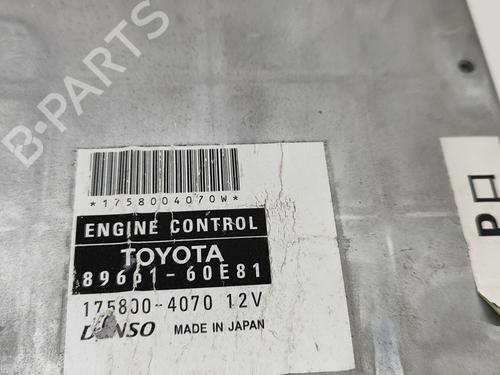 B-PARTS
*1758004070W*
ENGINE CONTROL
TOYOTA
89661-60E81
175800-4070 12V
DENSO MADE IN JAPAN
P